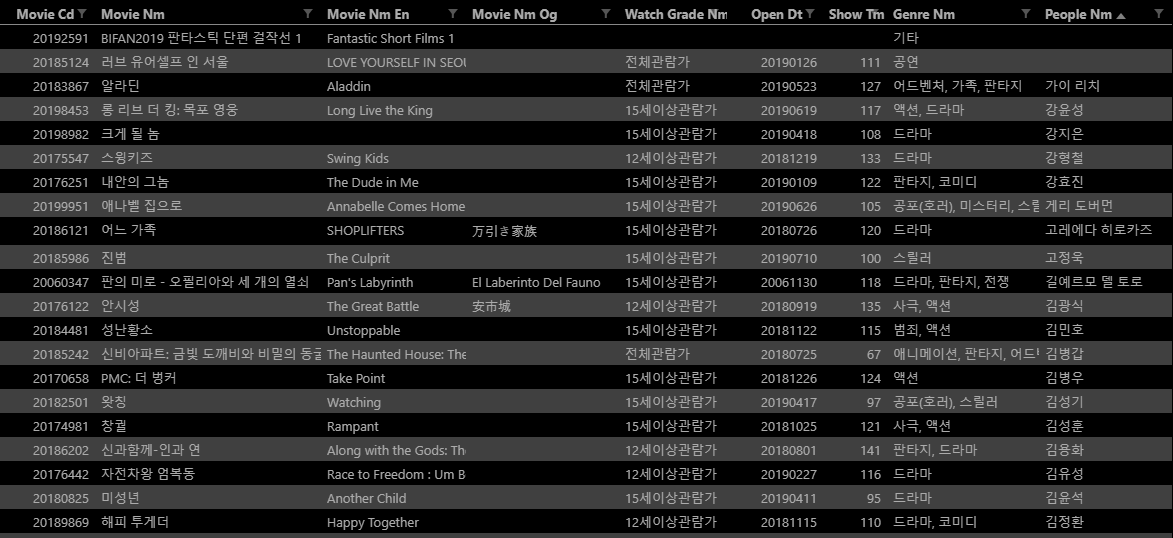 Movie Cd Movie Nm Movie Nm En Movie Nm Og Watch Grade Nm Open Dt Show Tm Genre Nm People Nm
20192591 BIFAN2019 판타스틱 단편 걸작선 1 Fantastic Short Films 1 기타
20185124 러브 유어셀프 인 서울 LOVE YOURSELF IN SEOU 전체관람가 20190126 111 공연
20183867 알라딘 Aladdin 전체관람가 20190523 127 어드벤처, 가족, 판타지 가이 리치
20198453 롱 리브 더 킹: 목포 영웅 Long Live the King 15세이상관람가 20190619 117 액션, 드라마 강윤성
20198982 크게 될 놈 15세이상관람가 20190418 108 드라마 강지은
20175547 스윙키즈 Swing Kids 12세이상관람가 20181219 133 드라마 강형철
20176251 내안의 그놈 The Dude in Me 15세이상관람가 20190109 122 판타지, 코미디 강효진
20199951 애나벨 집으로 Annabelle Comes Home 15세이상관람가 20190626 105 공포(호러), 미스터리, 스릴 게리 도버먼
20186121 어느 가족 SHOPLIFTERS 万引き家族 15세이상관람가 20180726 120 드라마 고레에다 히로카즈
20185986 진범 The Culprit 15세이상관람가 20190710 100 스릴러 고정욱
20060347 판의 미로 - 오필리아와 세 개의 열쇠 Pan's Labyrinth El Laberinto Del Fauno 15세이상관람가 20061130 118 드라마, 판타지, 전쟁 길예르모 델 토로
20176122 안시성 The Great Battle 安市城 12세이상관람가 20180919 135 사극, 액션 김광식
20184481 성난황소 Unstoppable 15세이상관람가 20181122 115 범죄, 액션 김민호
20185242 신비아파트: 금빛 도깨비와 비밀의 동굴 The Haunted House: The 전체관람가 20180725 67 애니메이션, 판타지, 어드 김병갑
20170658 PMC: 더 벙커 Take Point 15세이상관람가 20181226 124 액션 김병우
20182501 왓칭 Watching 15세이상관람가 20190417 97 공포(호러), 스릴러 김성기
20174981 창궐 Rampant 15세이상관람가 20181025 121 사극, 액션 김성훈
20186202 신과함께-인과 연 Along with the Gods: The 12세이상관람가 20180801 141 판타지, 드라마 김용화
20176442 자전차왕 엄복동 Race to Freedom : Um B 12세이상관람가 20190227 116 드라마 김유성
20180825 미성년 Another Child 15세이상관람가 20190411 95 드라마 김윤석
20189869 해피 투게더 Happy Together 12세이상관람가 20181115 110 드라마, 코미디 김정환